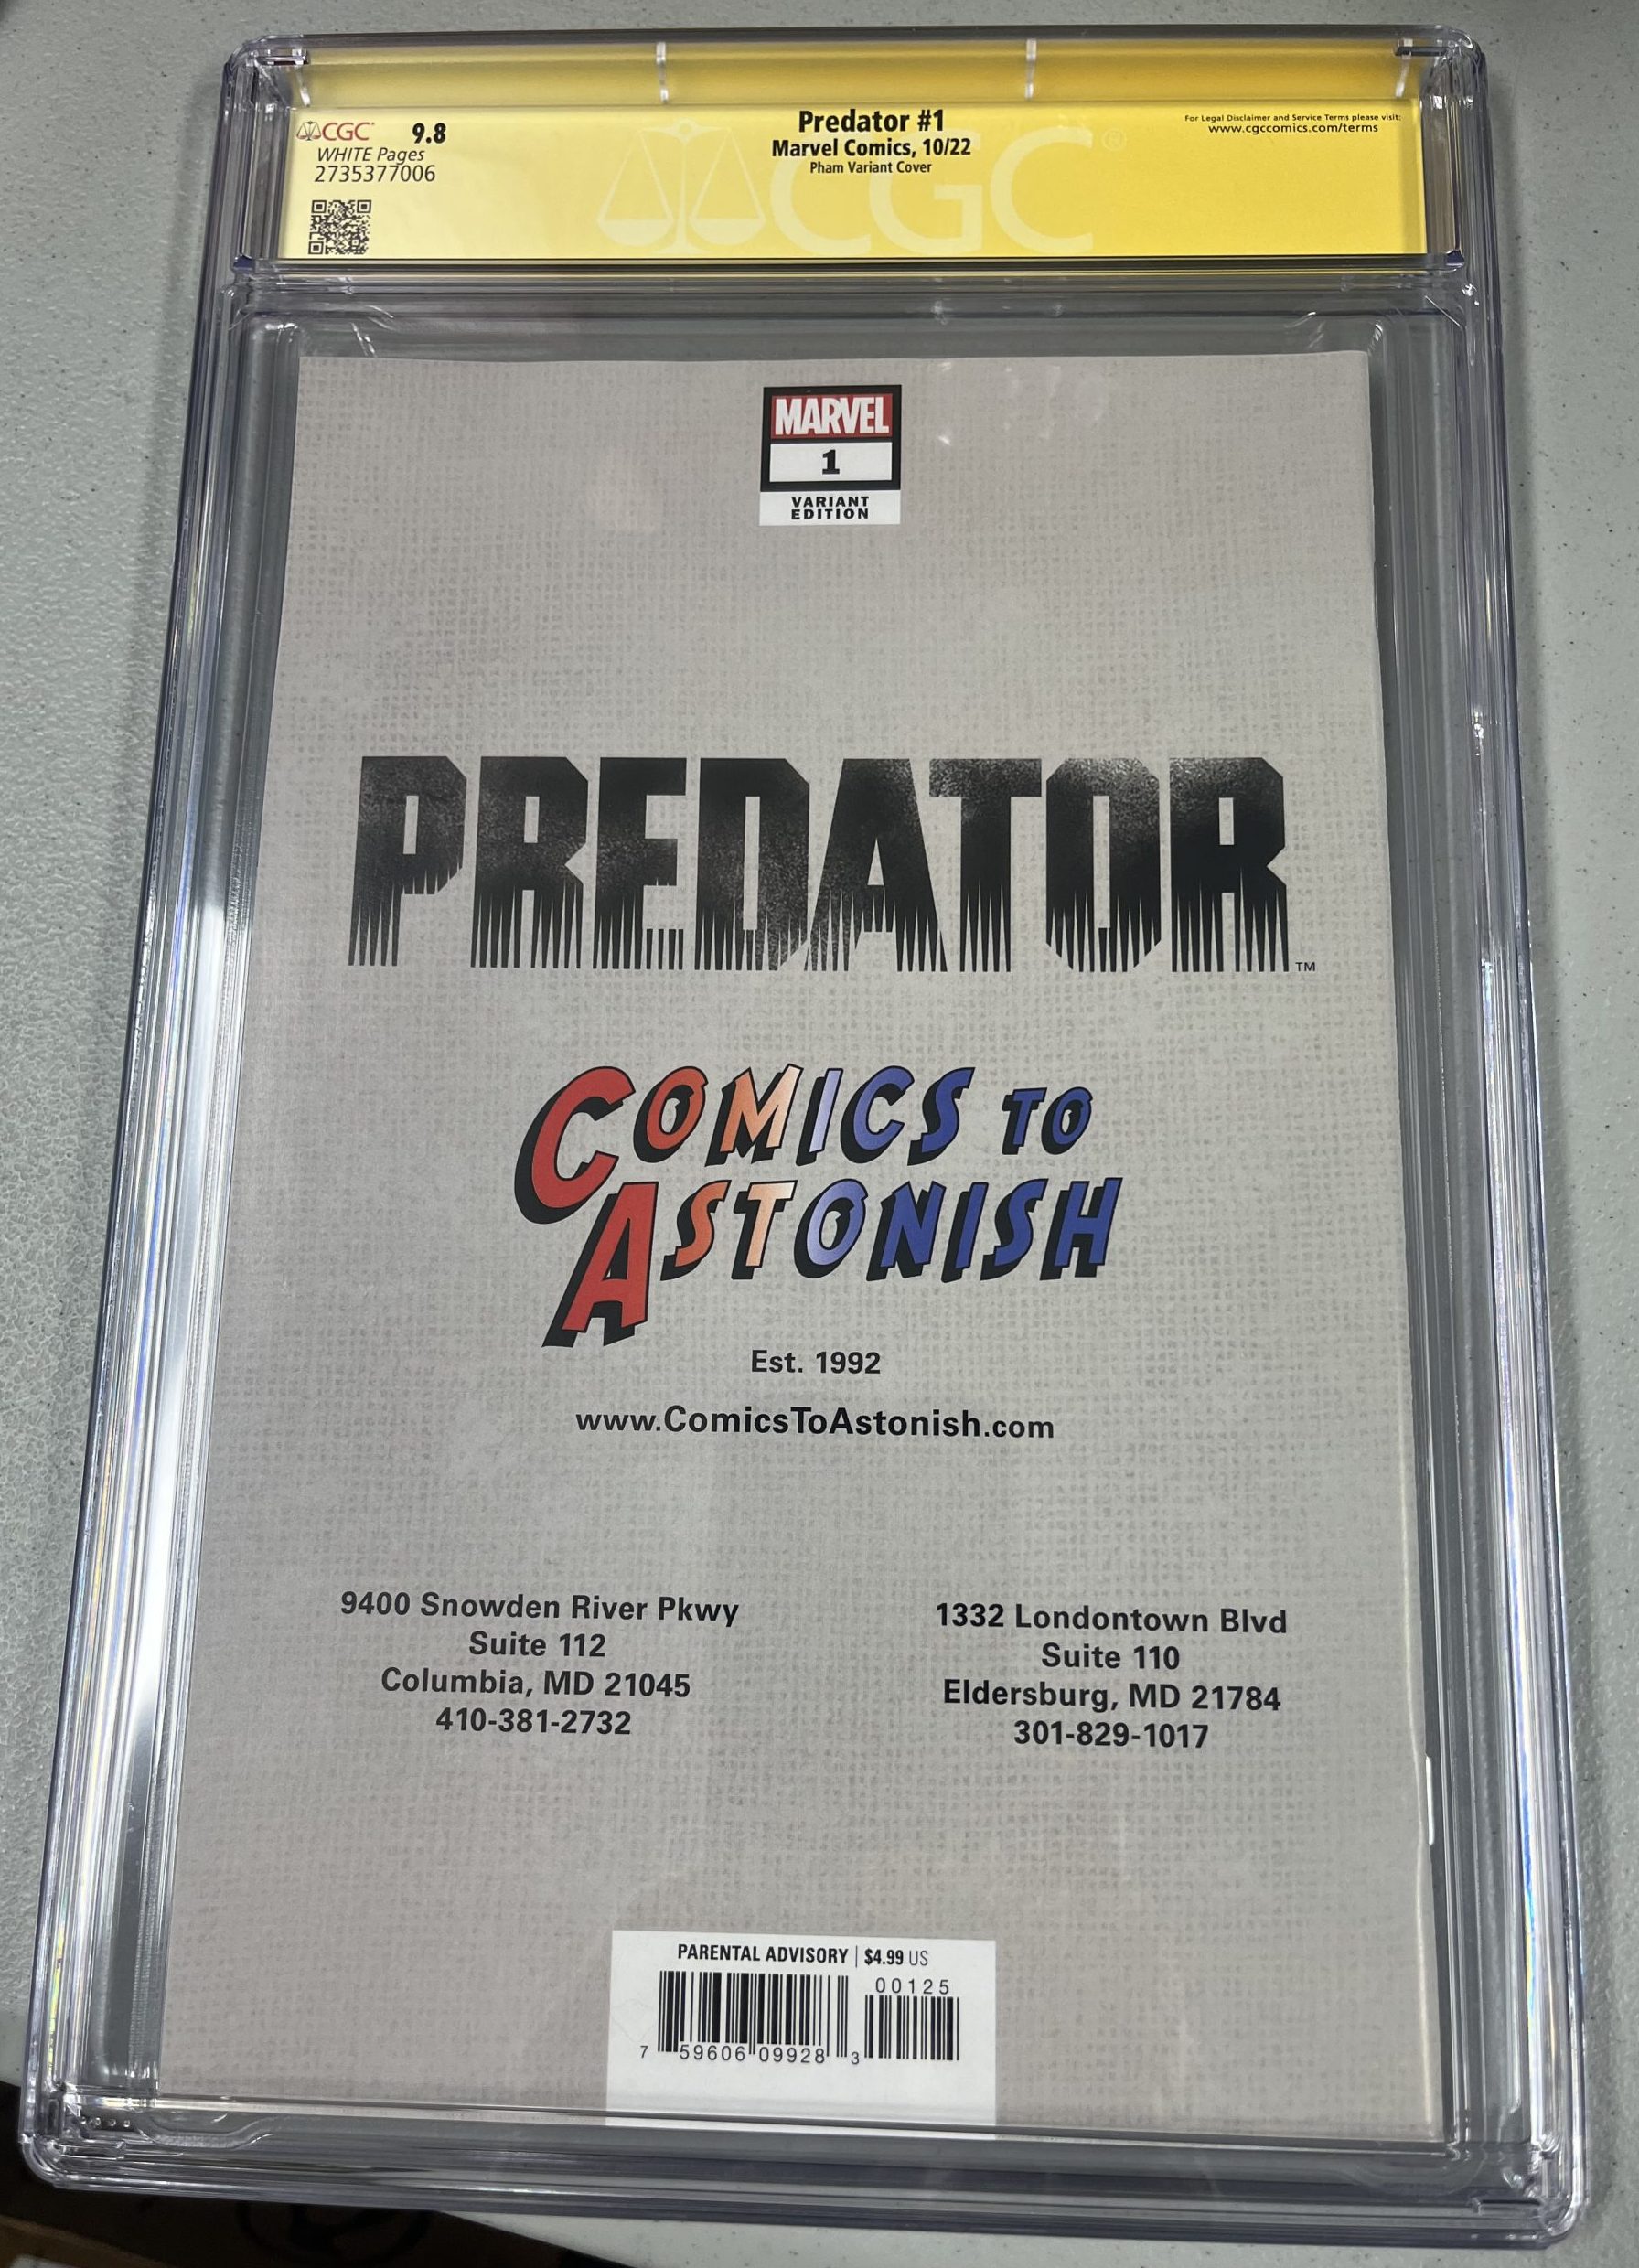 CGC 9.8
WHITE Pages
2735377006
Predator #1
Marvel Comics, 10/22
Pham Variant Cover
For Legal Disclaimer and Service Terms please visit:
www.cgccomics.com/terms
CGC
MARVEL
1
VARIANT
EDITION
PREDATOR™
COMICS TO
ASTONISH
Est. 1992
www.ComicsToAstonish.com
9400 Snowden River Pkwy
Suite 112
Columbia, MD 21045
410-381-2732
1332 Londontown Blvd
Suite 110
Eldersburg, MD 21784
301-829-1017
PARENTAL ADVISORY | $4.99 US
00125
7 59606 09928 3